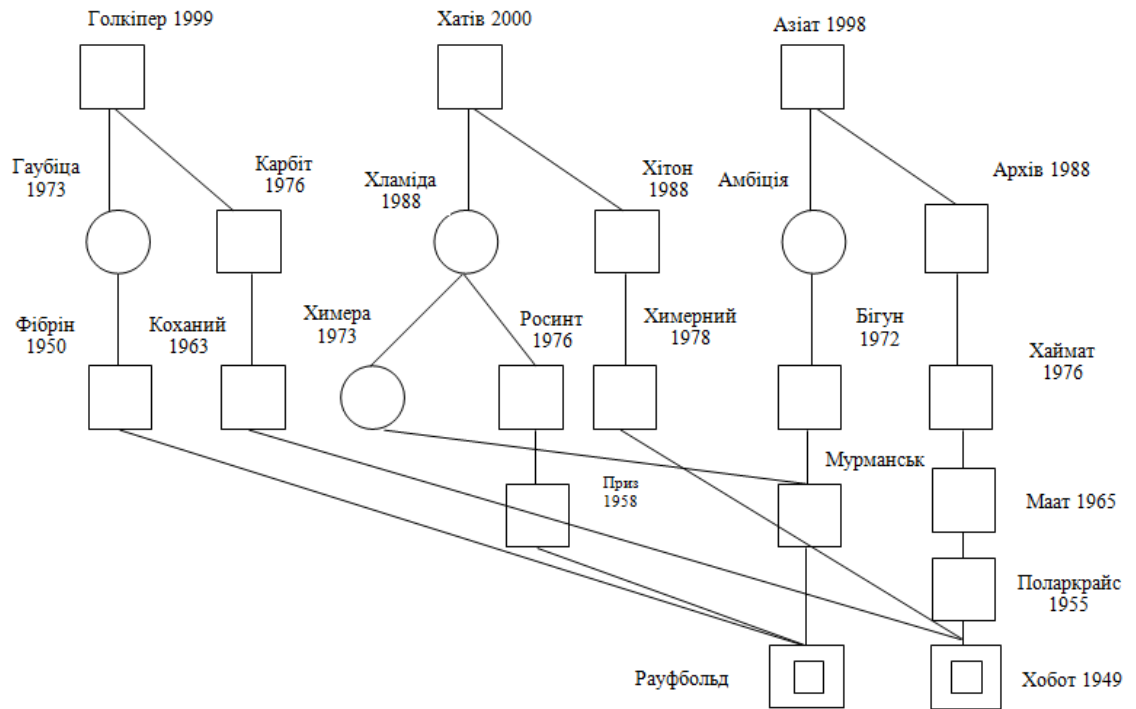 Голкіпер 1999
Хатів 2000
Азіат 1998
Гаубіца
1973
Карбіт
1976
Хламіда
1988
Хітон
1988
Амбіція
Архів 1988
Фібрін
1950
Коханий
1963
Химера
1973
Росинт
1976
Химерний
1978
Бігун
1972
Хаймат
1976
Мурманськ
Приз
1958
Маат 1965
Поларкрайс
1955
Рауфбольд
Хобот 1949